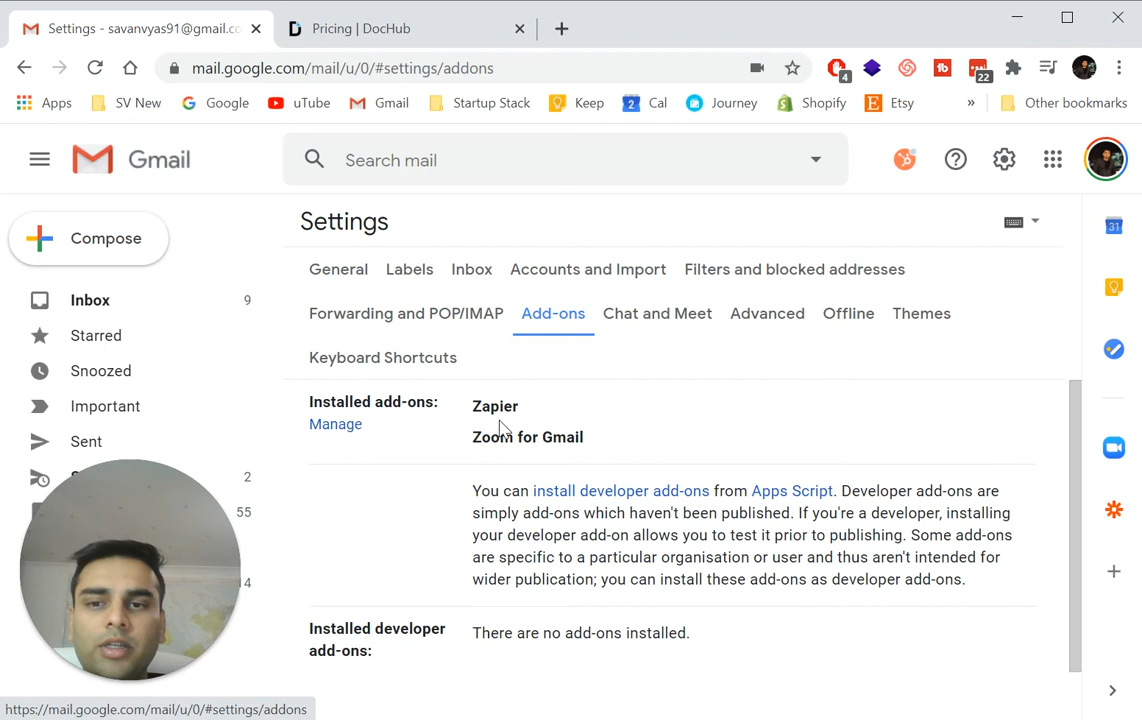 Settings - savanvyas91@gmail.co
Pricing | DocHub
mail.google.com/mail/u/0/#settings/addons
4
22
Apps
SV New
Google
uTube
Gmail
Startup Stack
Keep
2
Cal
Journey
Shopify
Etsy
»
Other bookmarks
Gmail
Search mail
Settings
31
Compose
General
Labels
Inbox
Accounts and Import
Filters and blocked addresses
Forwarding and POP/IMAP
Add-ons
Chat and Meet
Advanced
Offline
Themes
Keyboard Shortcuts
Inbox
9
Starred
Snoozed
Important
Sent
2
55
14
Installed add-ons:
Manage
Zapier
Zoom for Gmail
You can install developer add-ons from Apps Script. Developer add-ons are
simply add-ons which haven't been published. If you're a developer, installing
your developer add-on allows you to test it prior to publishing. Some add-ons
are specific to a particular organisation or user and thus aren't intended for
wider publication; you can install these add-ons as developer add-ons.
Installed developer
add-ons:
There are no add-ons installed.
https://mail.google.com/mail/u/0/#settings/addons